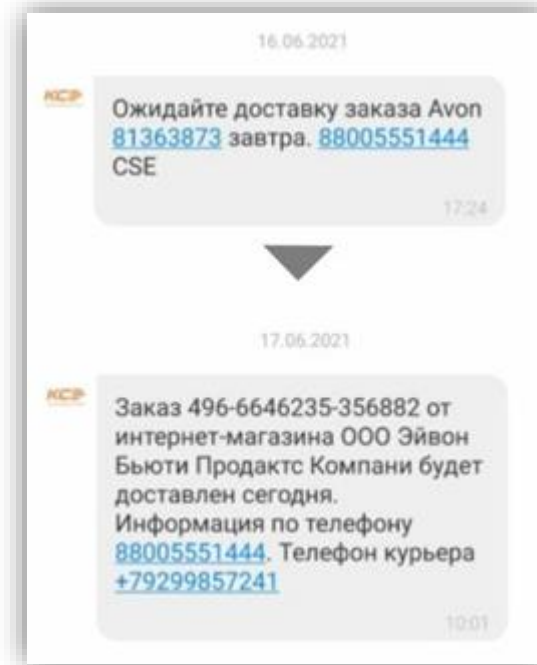 16.06.2021
КСЭ
Ожидайте доставку заказа Avon
81363873 завтра. 88005551444
CSE
17:24
17.06.2021
КСЭ
Заказ 496-6646235-356882 от
интернет-магазина ООО Эйвон
Бьюти Продактс Компани будет
доставлен сегодня.
Информация по телефону
88005551444. Телефон курьера
+79299857241
10:01